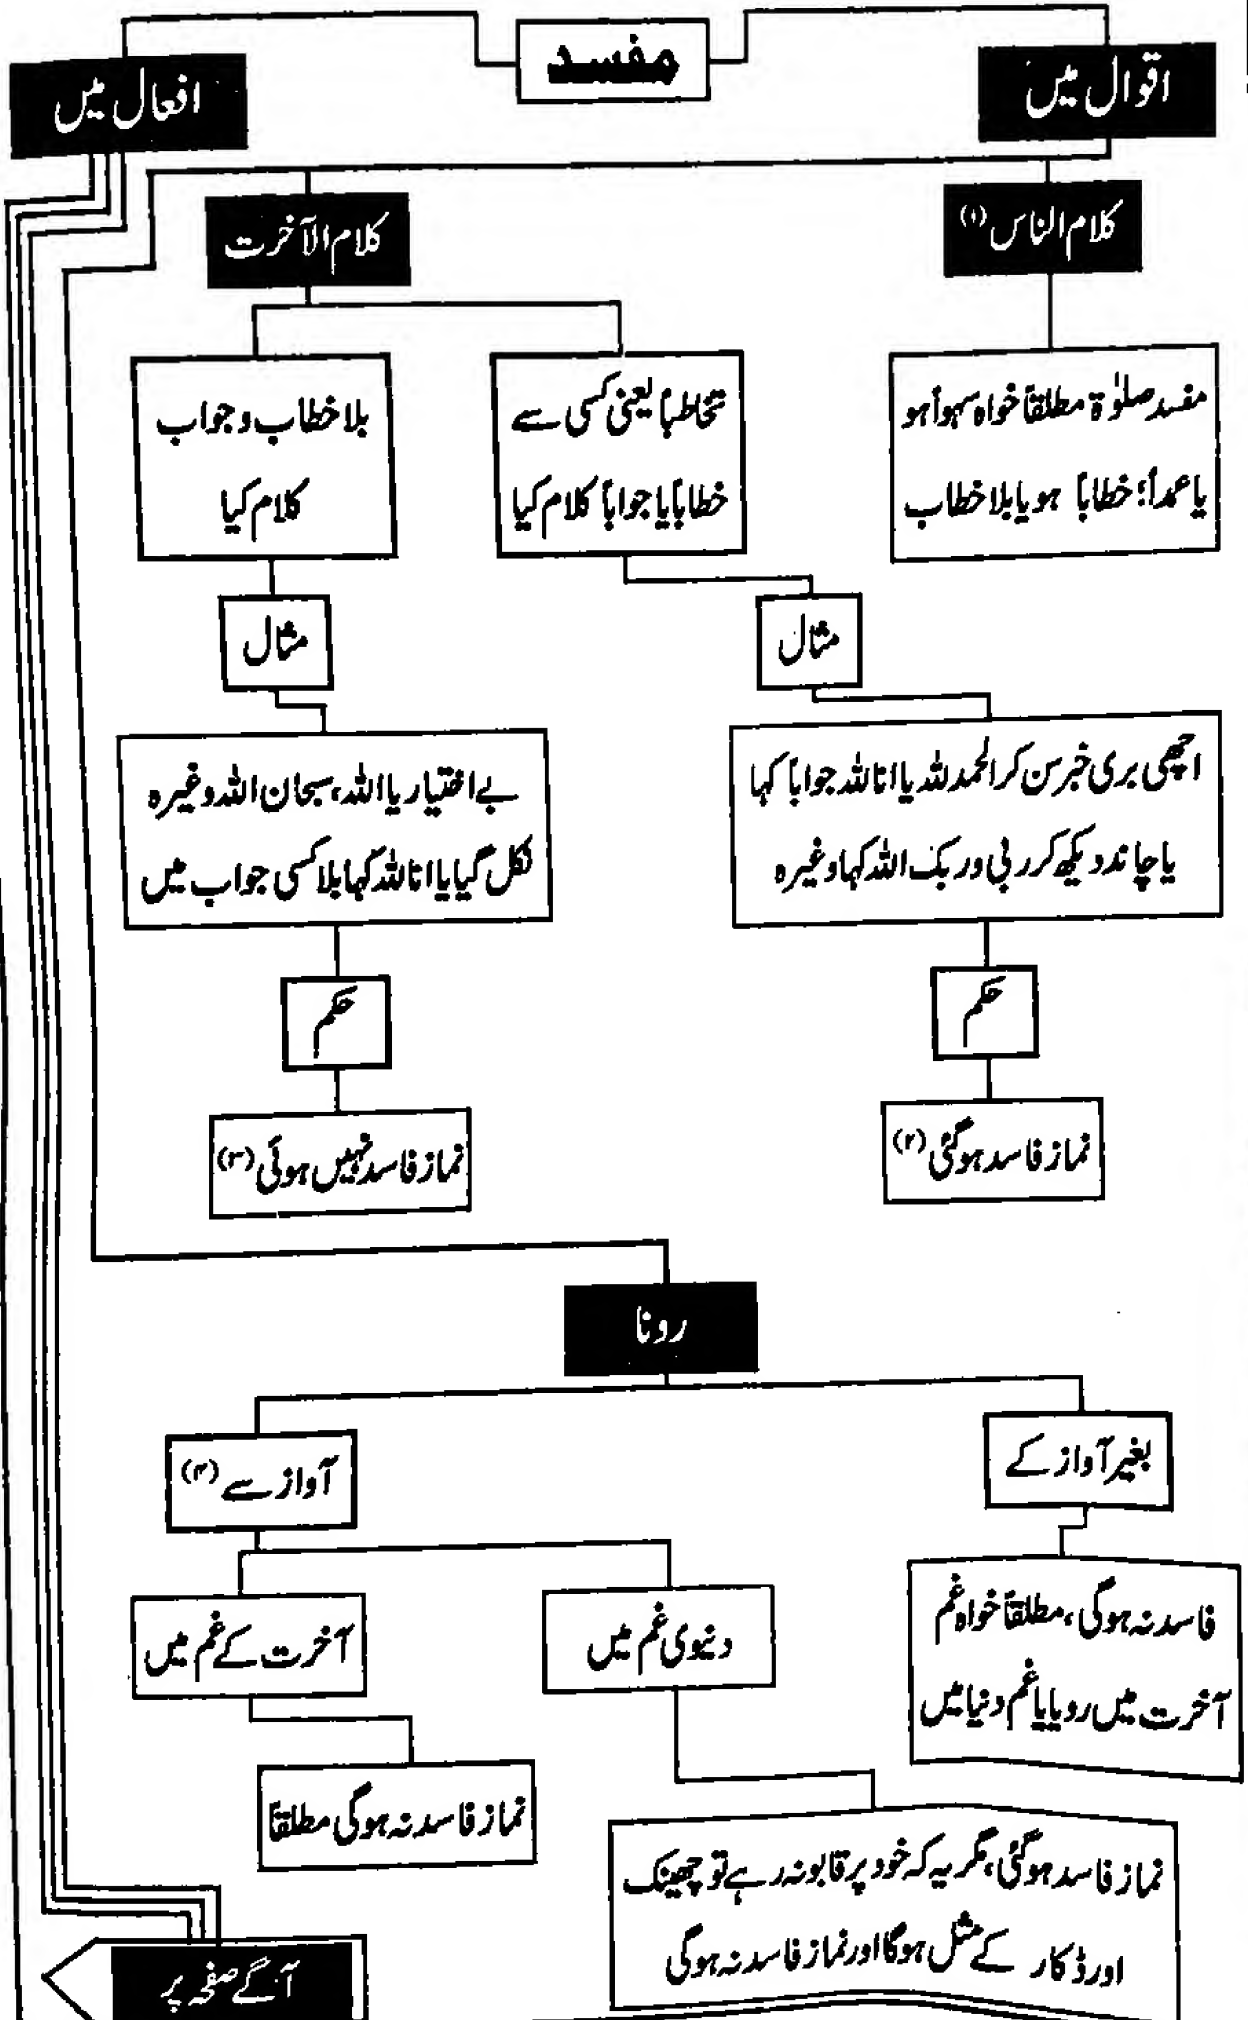 مفسد
اقوال میں
افعال میں
کلام الناس (۱)
کلام الآخرت
مفسد صلوٰۃ مطلقاً خواہ سہواً ہو
یا عمداً؛ خطاباً ہو یا بلا خطاب
تخاطباً یعنی کسی سے
خطاباً یا جواباً کلام کیا
بلا خطاب و جواب
کلام کیا
مثال
مثال
اچھی بری خبر سن کر الحمد للہ یا انا للہ جواباً کہا
یا چاند دیکھ کر ربی وربک اللہ کہا وغیرہ
بے اختیار یا اللہ، سبحان اللہ وغیرہ
نکل گیا یا انا للہ کہا بلا کسی جواب میں
حکم
حکم
نماز فاسد ہوگئی (۲)
نماز فاسد نہیں ہوئی (۳)
رونا
بغیر آواز کے
آواز سے (۴)
فاسد نہ ہوگی، مطلقاً خواہ غم
آخرت میں رویا یا غم دنیا میں
دنیوی غم میں
آخرت کے غم میں
نماز فاسد نہ ہوگی مطلقاً
نماز فاسد ہوگئی، مگر یہ کہ خود پر قابو نہ رہے تو چھینک
اور ڈکار کے مثل ہوگا اور نماز فاسد نہ ہوگی
آگے صفحہ پر